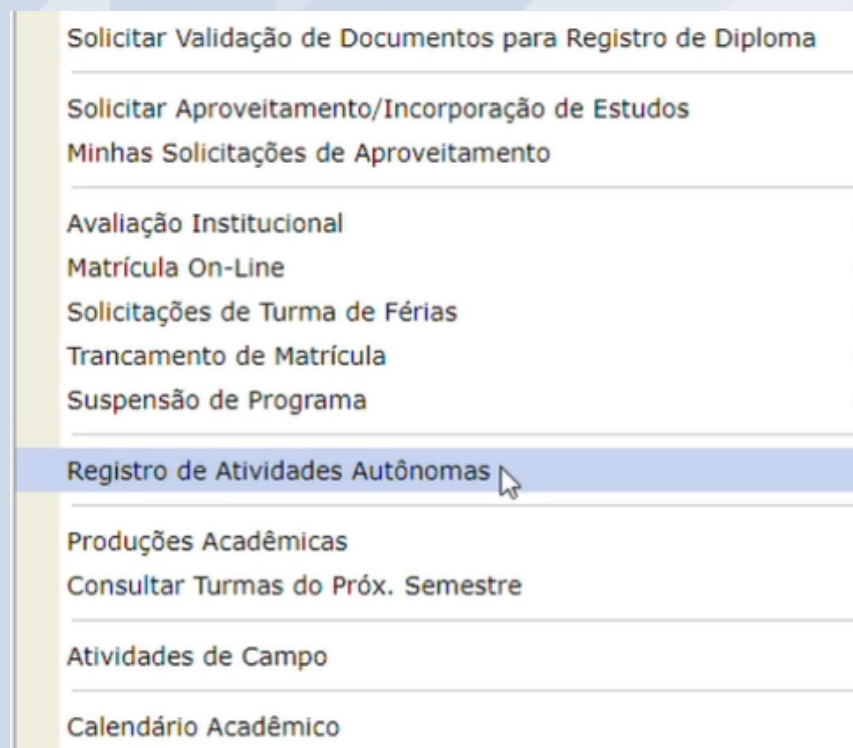 Solicitar Validação de Documentos para Registro de Diploma
Solicitar Aproveitamento/Incorporação de Estudos
Minhas Solicitações de Aproveitamento
Avaliação Institucional
Matrícula On-Line
Solicitações de Turma de Férias
Trancamento de Matrícula
Suspensão de Programa
Registro de Atividades Autônomas
Produções Acadêmicas
Consultar Turmas do Próx. Semestre
Atividades de Campo
Calendário Acadêmico